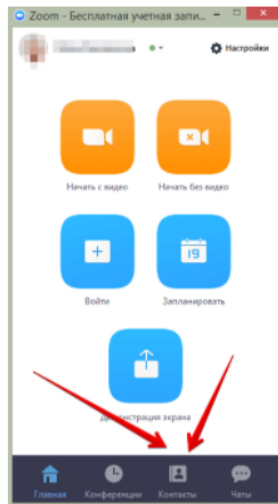 Zoom - Бесплатная учетная запи...
Настройки
Начать с видео
Начать без видео
19
Войти
Запланировать
Демонстрация экрана
Главная
Конференции
Контакты
Чаты